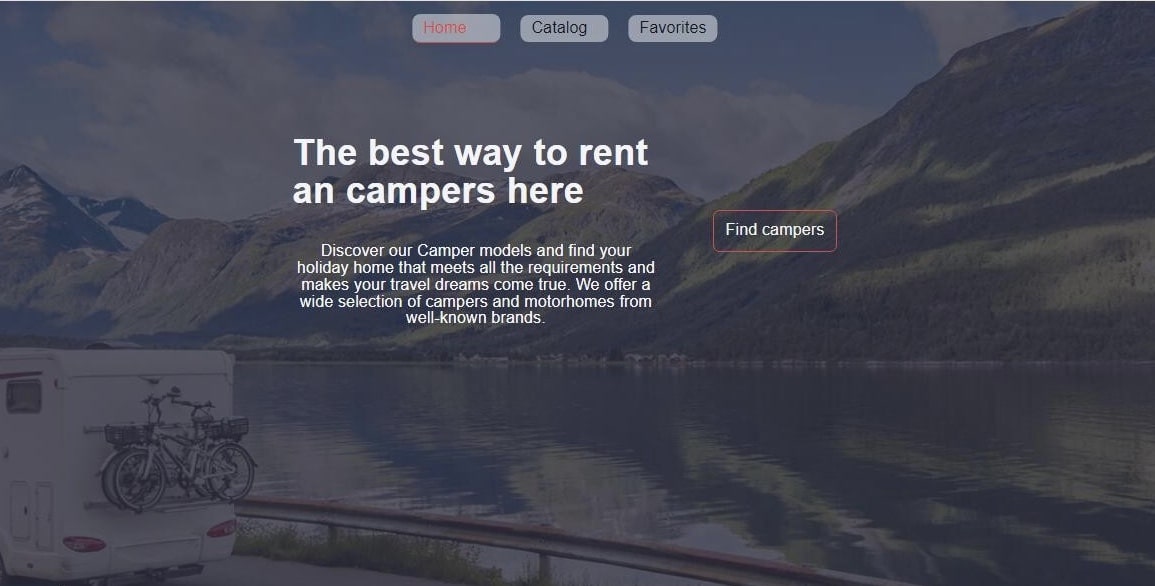 Home Catalog Favorites
The best way to rent
an campers here
Find campers
Discover our Camper models and find your
holiday home that meets all the requirements and
makes your travel dreams come true. We offer a
wide selection of campers and motorhomes from
well-known brands.